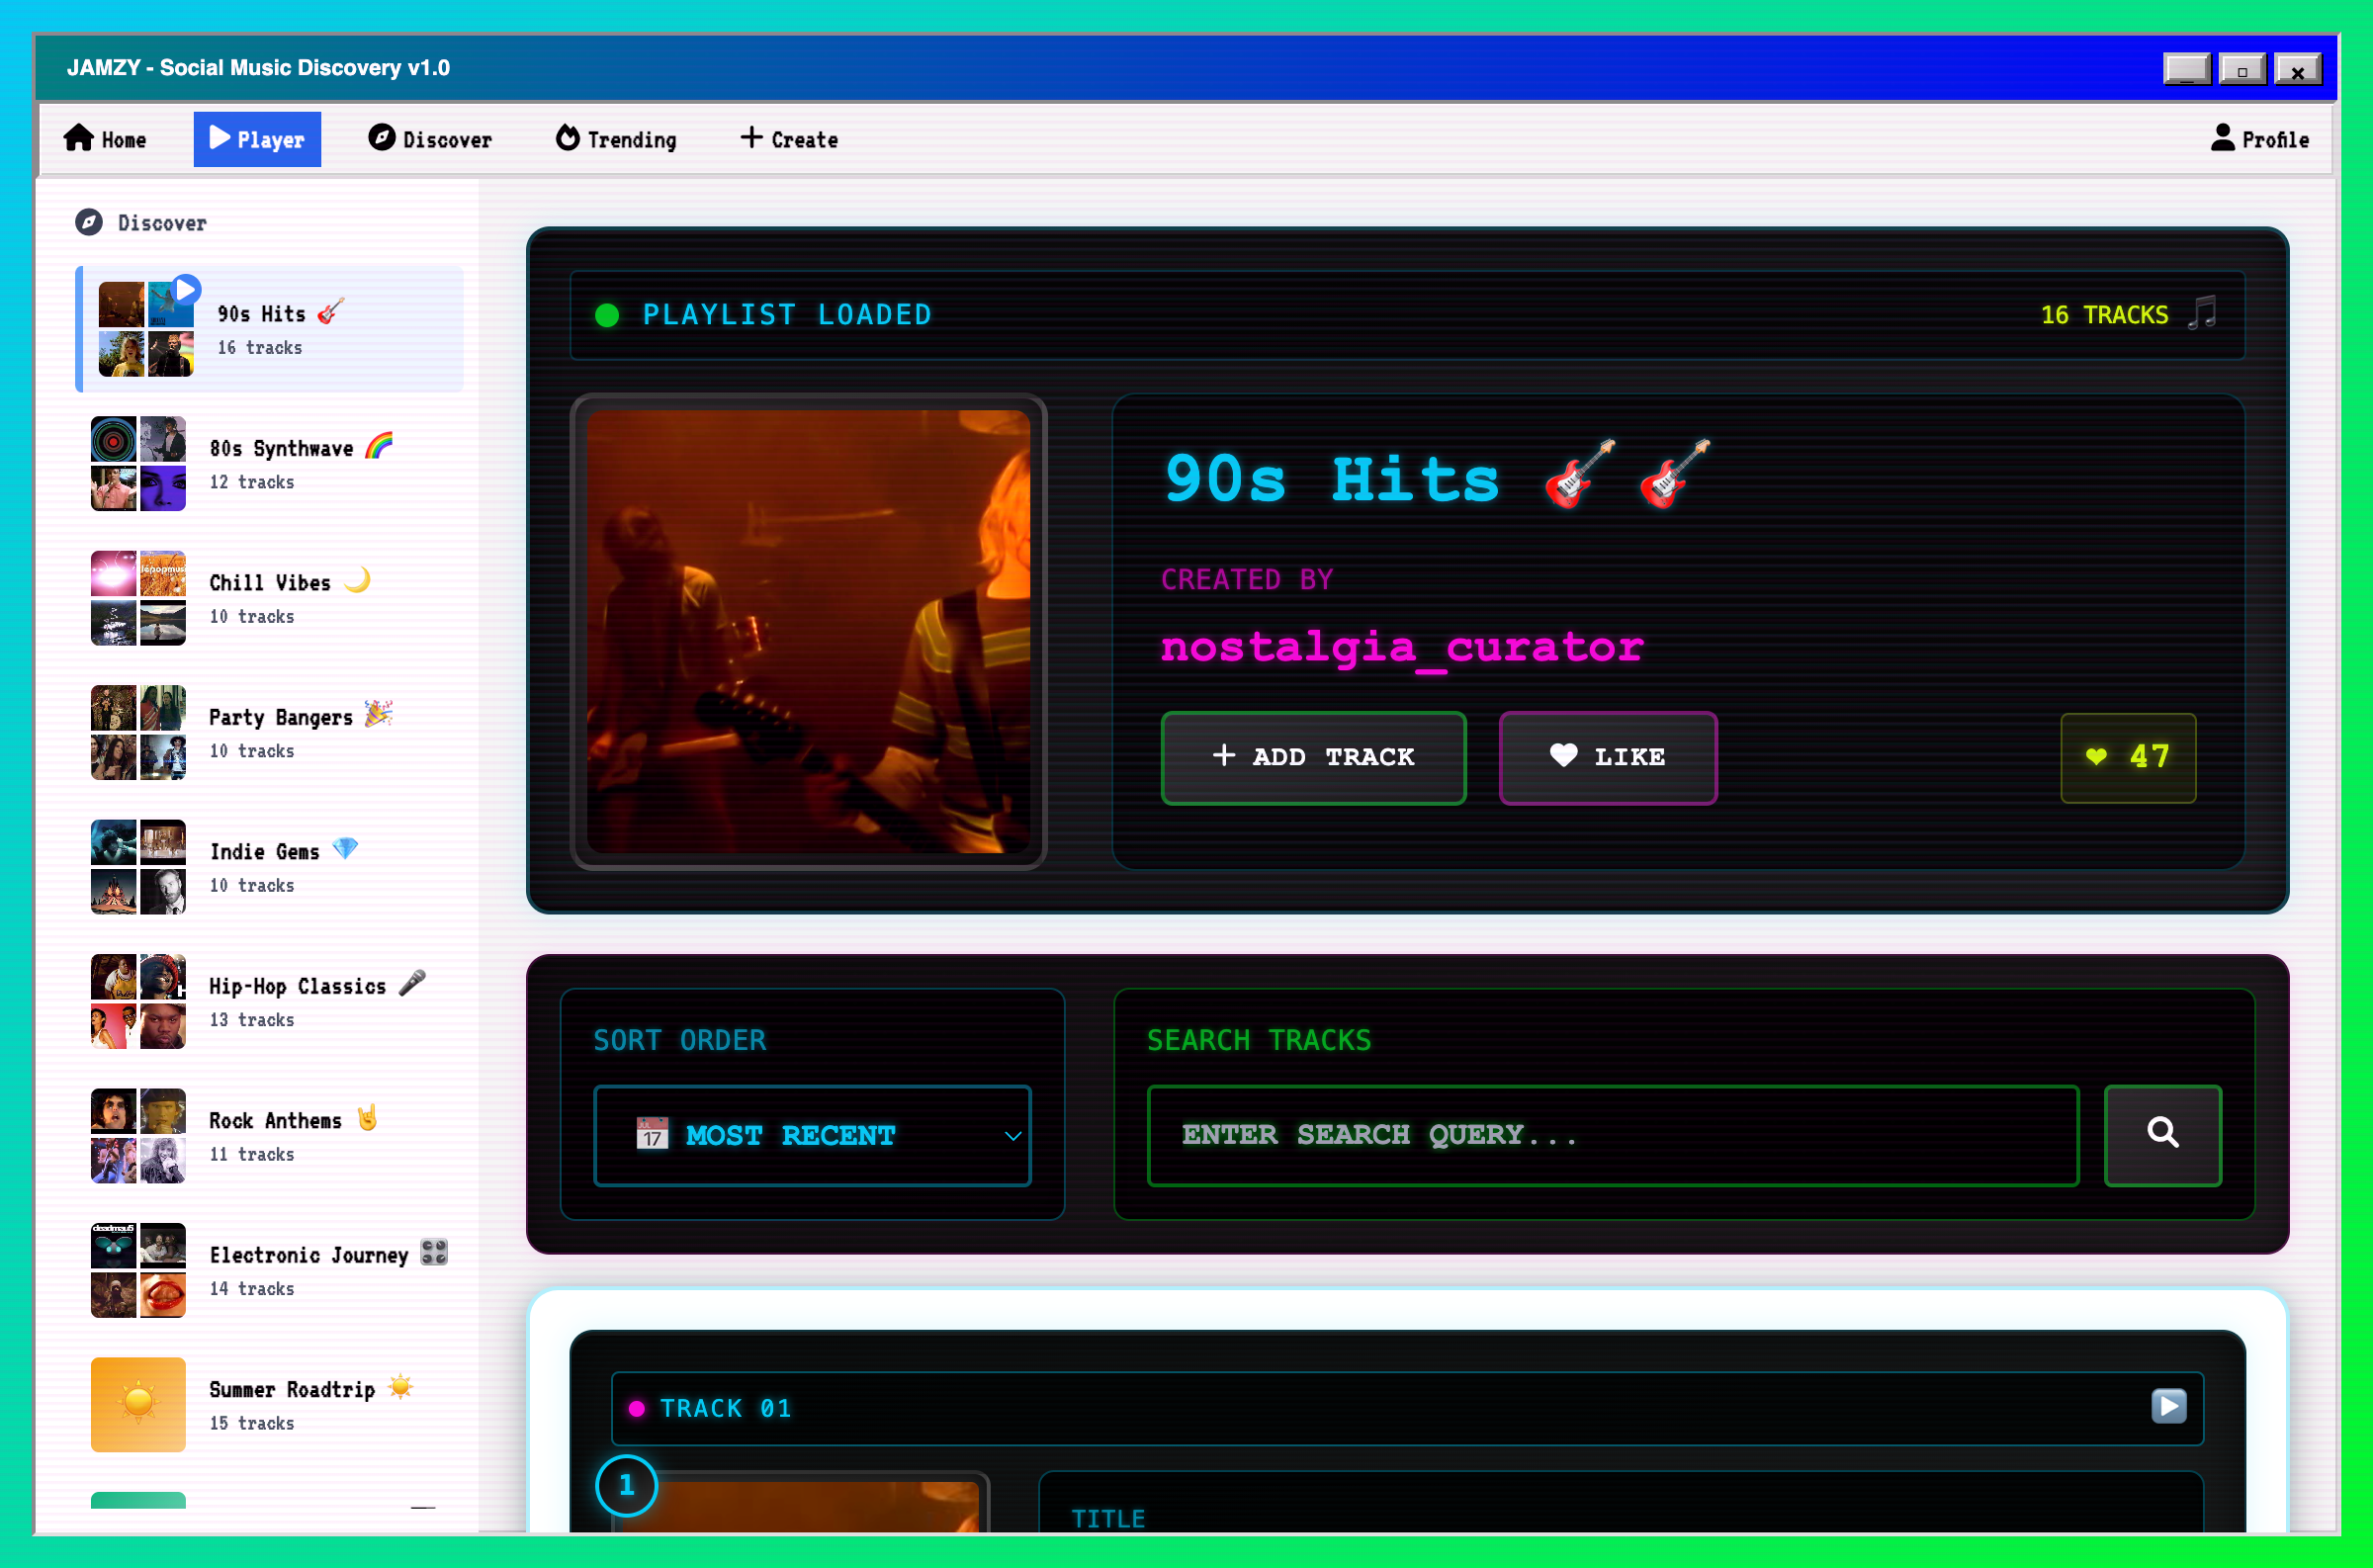 JAMZY - Social Music Discovery v1.0
Home
Player
Discover
Trending
Create
Profile
Discover
90s Hits 🎸
16 tracks
80s Synthwave 🌈
12 tracks
Chill Vibes 🌙
10 tracks
Party Bangers 🎉
10 tracks
Indie Gems 💎
10 tracks
Hip-Hop Classics 🎤
13 tracks
Rock Anthems 🤘
11 tracks
deadmau5
Electronic Journey 🎛️
14 tracks
Summer Roadtrip ☀️
15 tracks
PLAYLIST LOADED
16 TRACKS 🎵
90s Hits 🎸 🎸
CREATED BY
nostalgia_curator
+ ADD TRACK
LIKE
❤ 47
SORT ORDER
📅 MOST RECENT
SEARCH TRACKS
ENTER SEARCH QUERY...
TRACK 01
1
TITLE